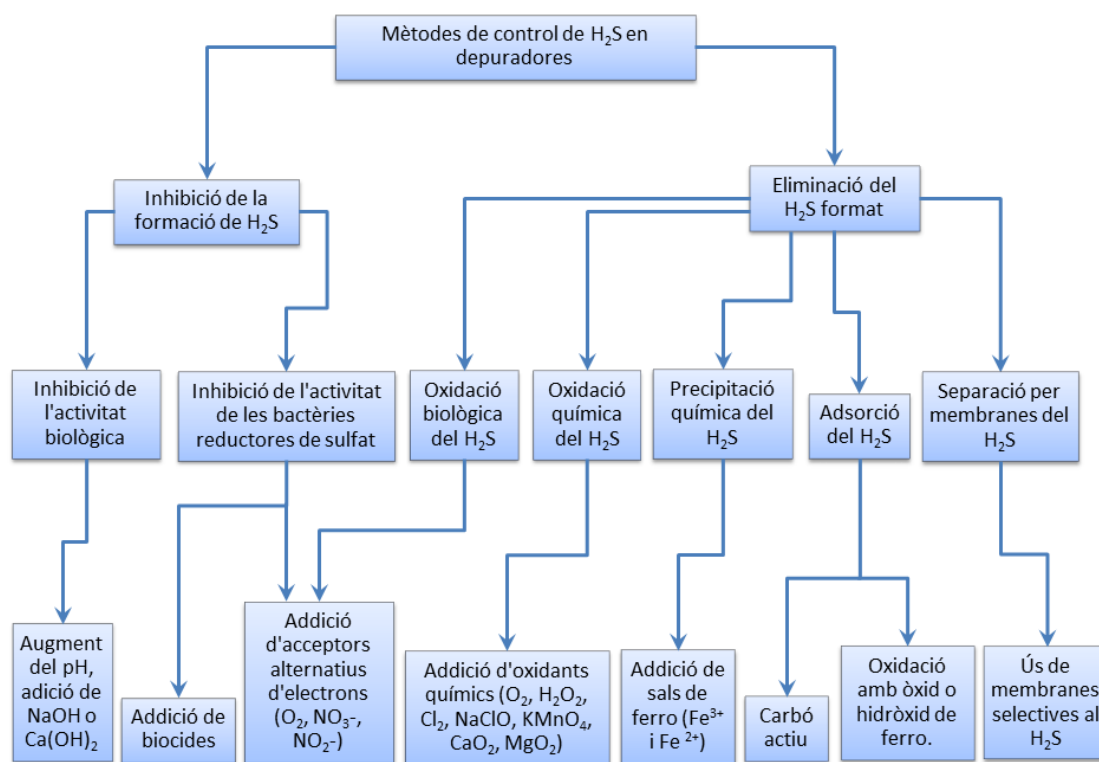 Mètodes de control de H₂S en
depuradores
Inhibició de la
formació de H₂S
Eliminació del
H₂S format
Inhibició de
l'activitat
biològica
Inhibició de l'activitat
de les bactèries
reductores de sulfat
Oxidació
biològica
del H₂S
Oxidació
química
del H₂S
Precipitació
química del
H₂S
Adsorció
del H₂S
Separació per
membranes del
H₂S
Augment
del pH,
adició de
NaOH o
Ca(OH)₂
Addició de
biocides
Addició
d'acceptors
alternatius
d'electrons
(O₂, NO₃-,
NO₂-)
Addició d'oxidants
químics (O₂, H₂O₂,
Cl₂, NaClO, KMnO₄,
CaO₂, MgO₂)
Addició de
sals de
ferro (Fe³⁺
i Fe ²⁺)
Carbó
actiu
Oxidació
amb òxid o
hidròxid de
ferro.
Ús de
membranes
selectives al
H₂S